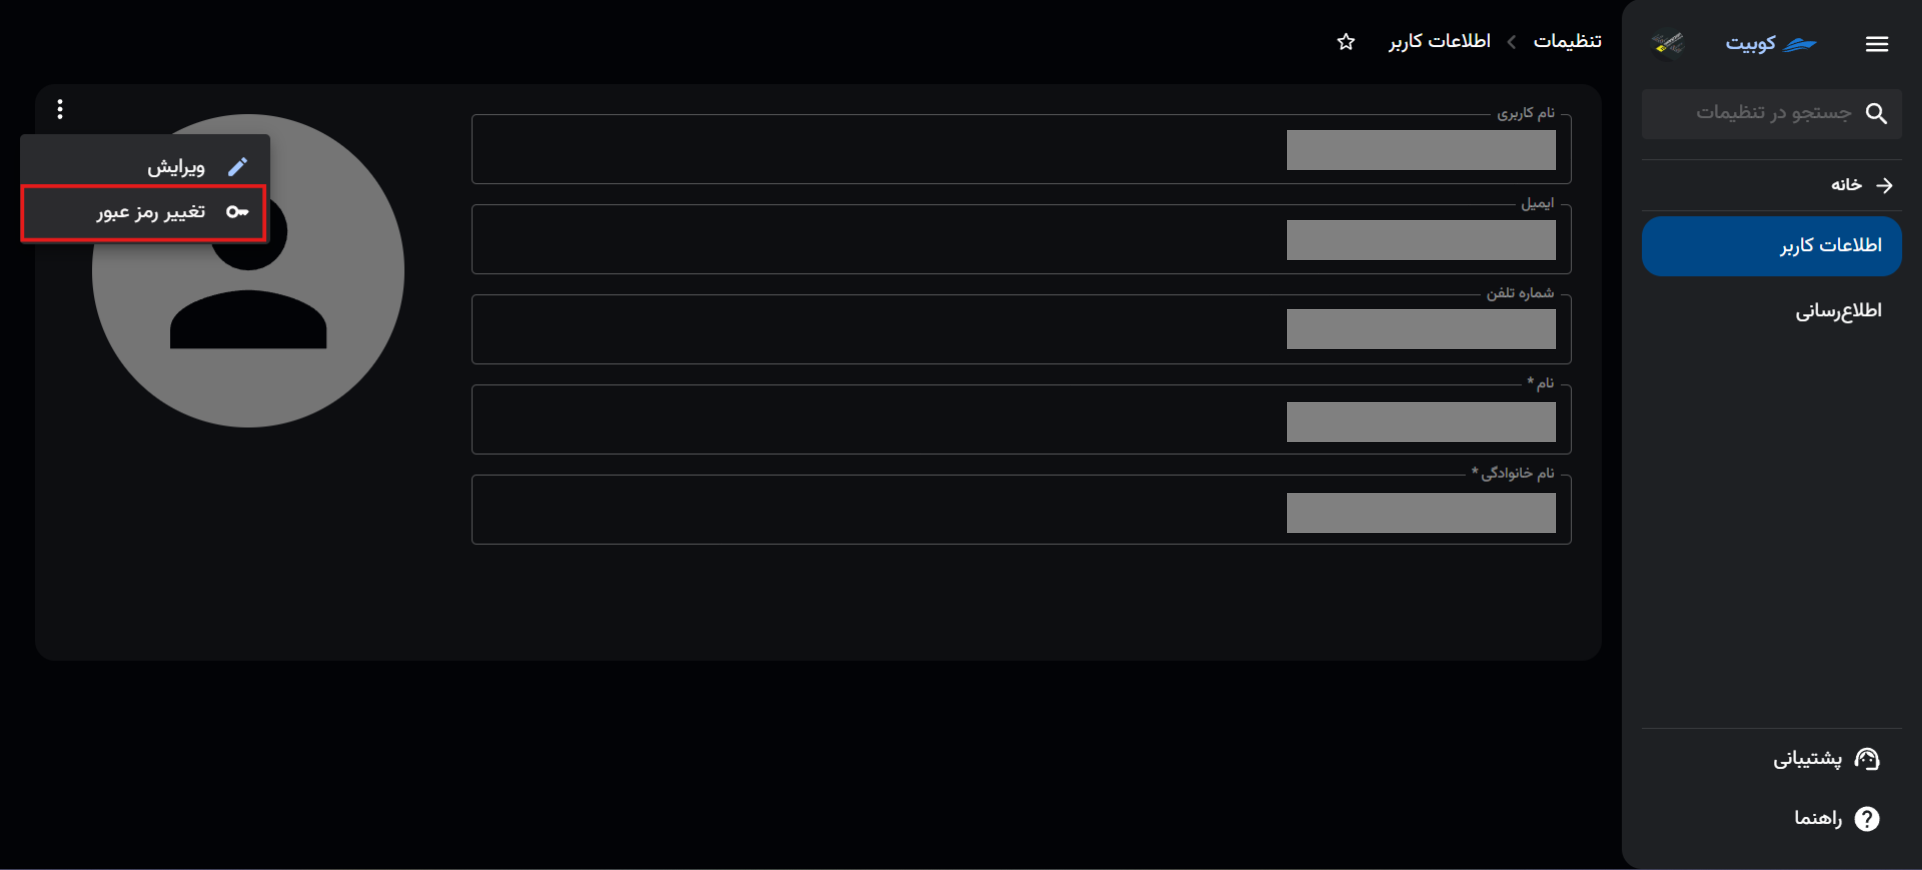 کوبیت
جستجو در تنظیمات
خانه
اطلاعات کاربر
اطلاع‌رسانی
پشتیبانی
راهنما
تنظیمات
اطلاعات کاربر
نام کاربری
ایمیل
شماره تلفن
نام *
نام خانوادگی *
ویرایش
تغییر رمز عبور